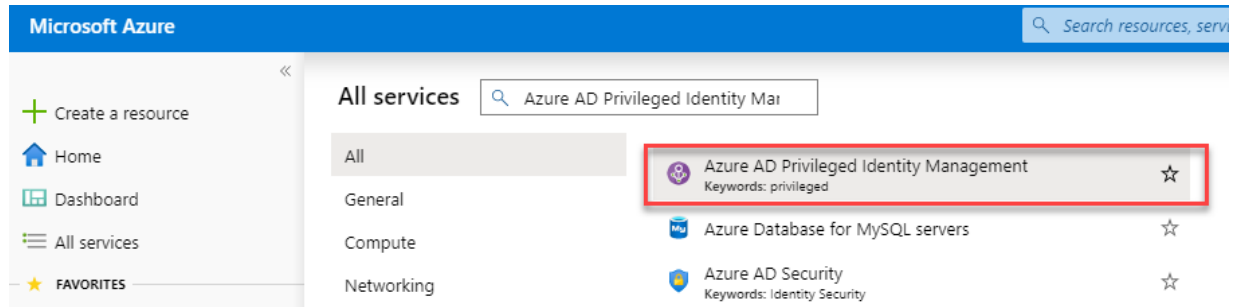 Microsoft Azure
Search resources, serv
«
Create a resource
Home
Dashboard
All services
FAVORITES
All services
Azure AD Privileged Identity Mar
All
General
Compute
Networking
Azure AD Privileged Identity Management
Keywords: privileged
My
Azure Database for MySQL servers
Azure AD Security
Keywords: Identity Security